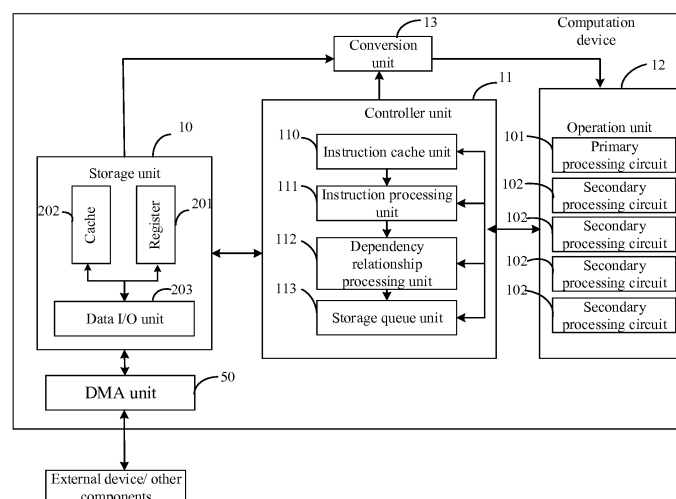 13
Computation
device
Conversion
unit
11
12
Controller unit
10
110
Operation unit
Storage unit
Instruction cache unit
101
Primary
processing circuit
202
Cache
Register
201
111
Instruction processing
unit
102
Secondary
processing circuit
102
Secondary
processing circuit
112
Dependency
relationship
processing unit
102
Secondary
processing circuit
203
113
Data I/O unit
Storage queue unit
102
Secondary
processing circuit
50
DMA unit
External device/ other
components